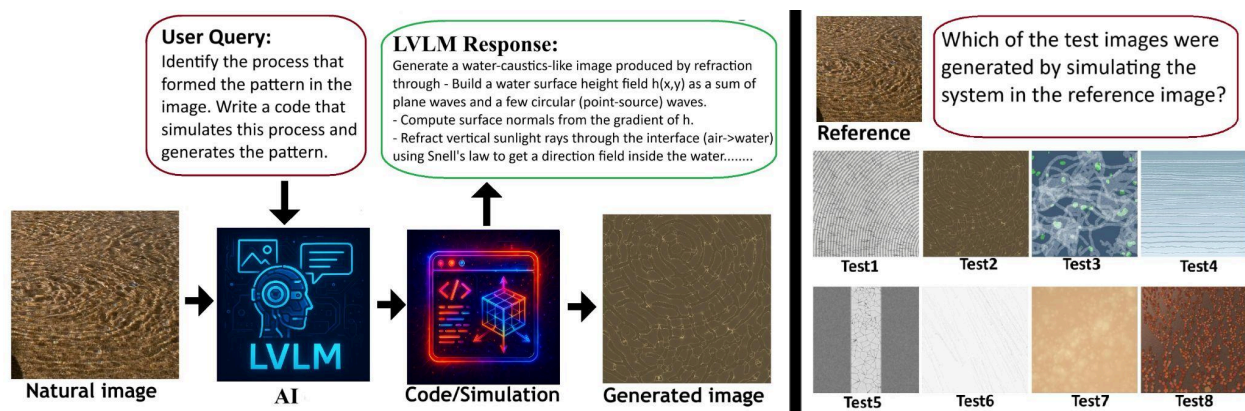 User Query:
Identify the process that
formed the pattern in the
image. Write a code that
simulates this process and
generates the pattern.
LVLM Response:
Generate a water-caustics-like image produced by refraction
through - Build a water surface height field h(x,y) as a sum of
plane waves and a few circular (point-source) waves.
- Compute surface normals from the gradient of h.
- Refract vertical sunlight rays through the interface (air->water)
using Snell's law to get a direction field inside the water........
LVLM
</>
Natural image
AI
Code/Simulation
Generated image
Which of the test images were
generated by simulating the
system in the reference image?
Reference
Test1
Test2
Test3
Test4
Test5
Test6
Test7
Test8